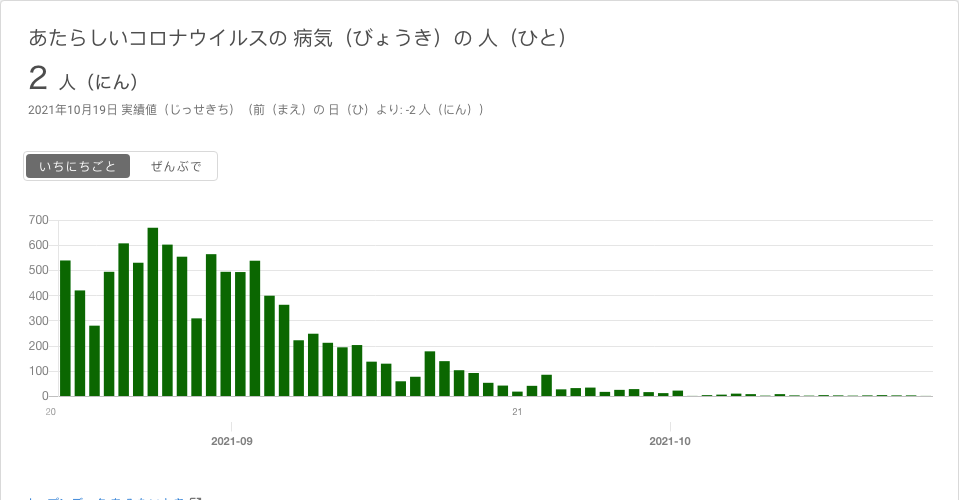 あたらしいコロナウイルスの 病気（びょうき）の 人（ひと）
2 人（にん）
2021年10月19日 実績値（じっせきち）（前（まえ）の 日（ひ）より: -2 人（にん））
いちにちごと ぜんぶで
700
600
500
400
300
200
100
0
20 21
2021-09 2021-10